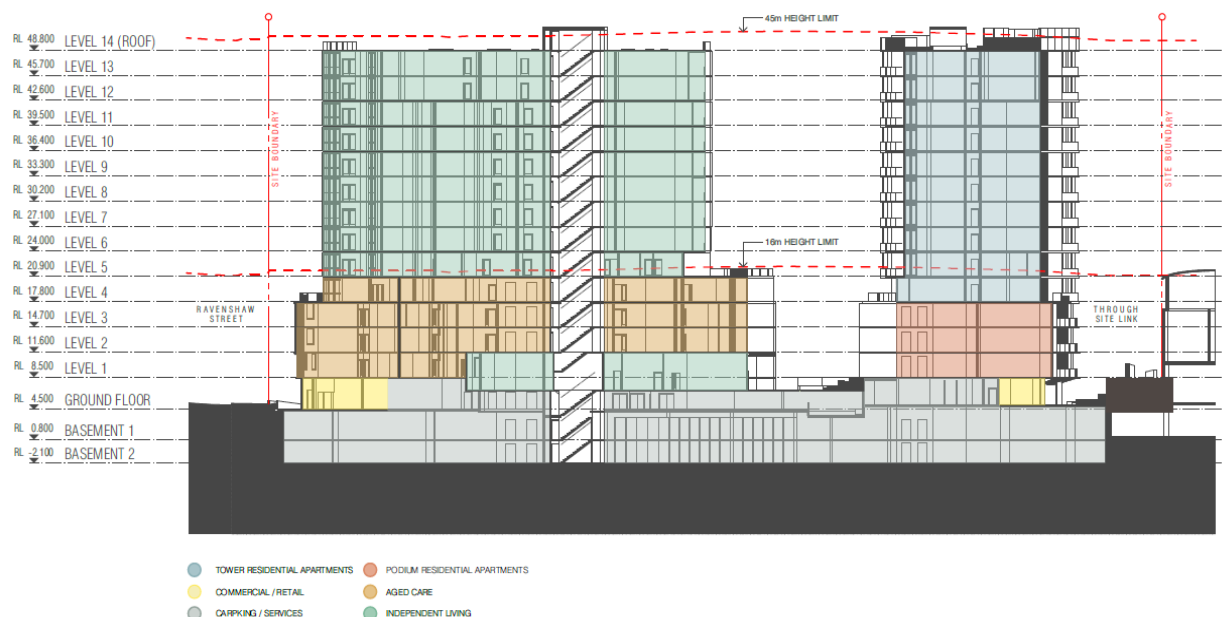 45m HEIGHT LIMIT
RL 48.800 LEVEL 14 (ROOF)
RL 45.700 LEVEL 13
RL 42.600 LEVEL 12
RL 39.500 LEVEL 11
RL 36.400 LEVEL 10
RL 33.300 LEVEL 9
RL 30.200 LEVEL 8
RL 27.100 LEVEL 7
RL 24.000 LEVEL 6
RL 20.900 LEVEL 5
RL 17.800 LEVEL 4
RL 14.700 LEVEL 3
RL 11.600 LEVEL 2
RL 8.500 LEVEL 1
RL 4.500 GROUND FLOOR
RL 0.800 BASEMENT 1
RL -2.100 BASEMENT 2
SITE BOUNDARY
SITE BOUNDARY
16m HEIGHT LIMIT
RAVENSHAW
STREET
THROUGH
SITE LINK
TOWER RESIDENTIAL APARTMENTS
PODIUM RESIDENTIAL APARTMENTS
COMMERCIAL / RETAIL
AGED CARE
CARPKING / SERVICES
INDEPENDENT LIVING